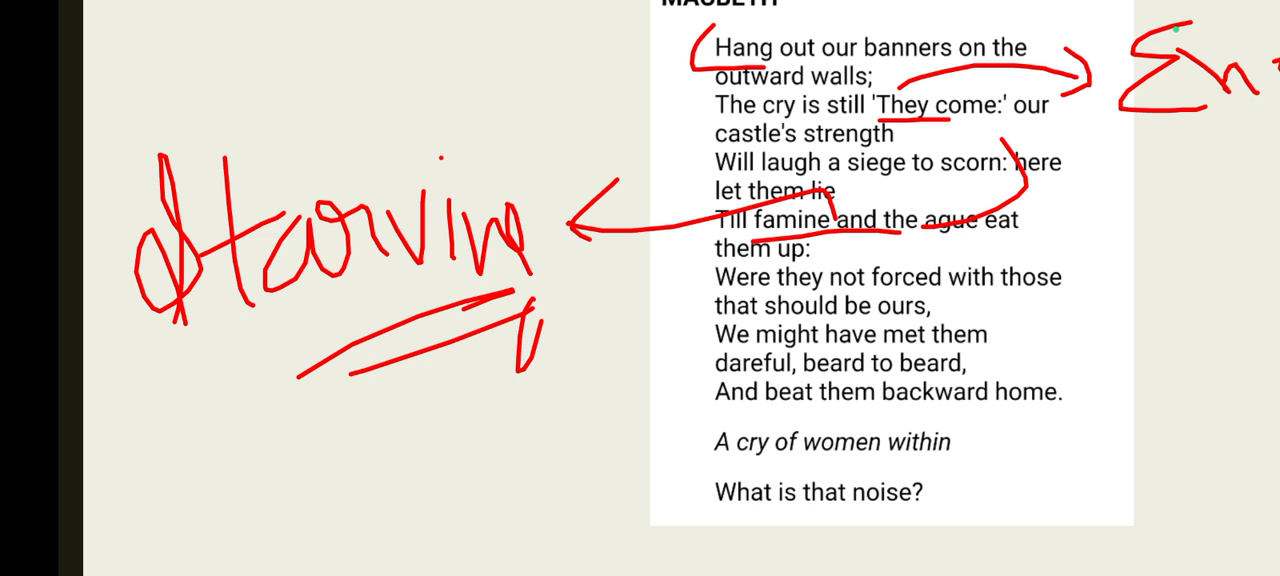 MACBETH
Hang out our banners on the
outward walls;
The cry is still 'They come:' our
castle's strength
Will laugh a siege to scorn: here
let them lie
Till famine and the ague eat
them up:
Were they not forced with those
that should be ours,
We might have met them
dareful, beard to beard,
And beat them backward home.
A cry of women within
What is that noise?
Starving
En